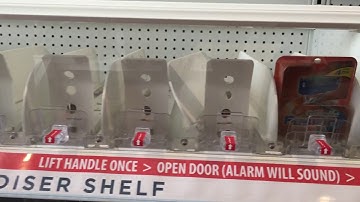 LIFT HANDLE ONCE > OPEN DOOR (ALARM WILL SOUND) >
DISER SHELF